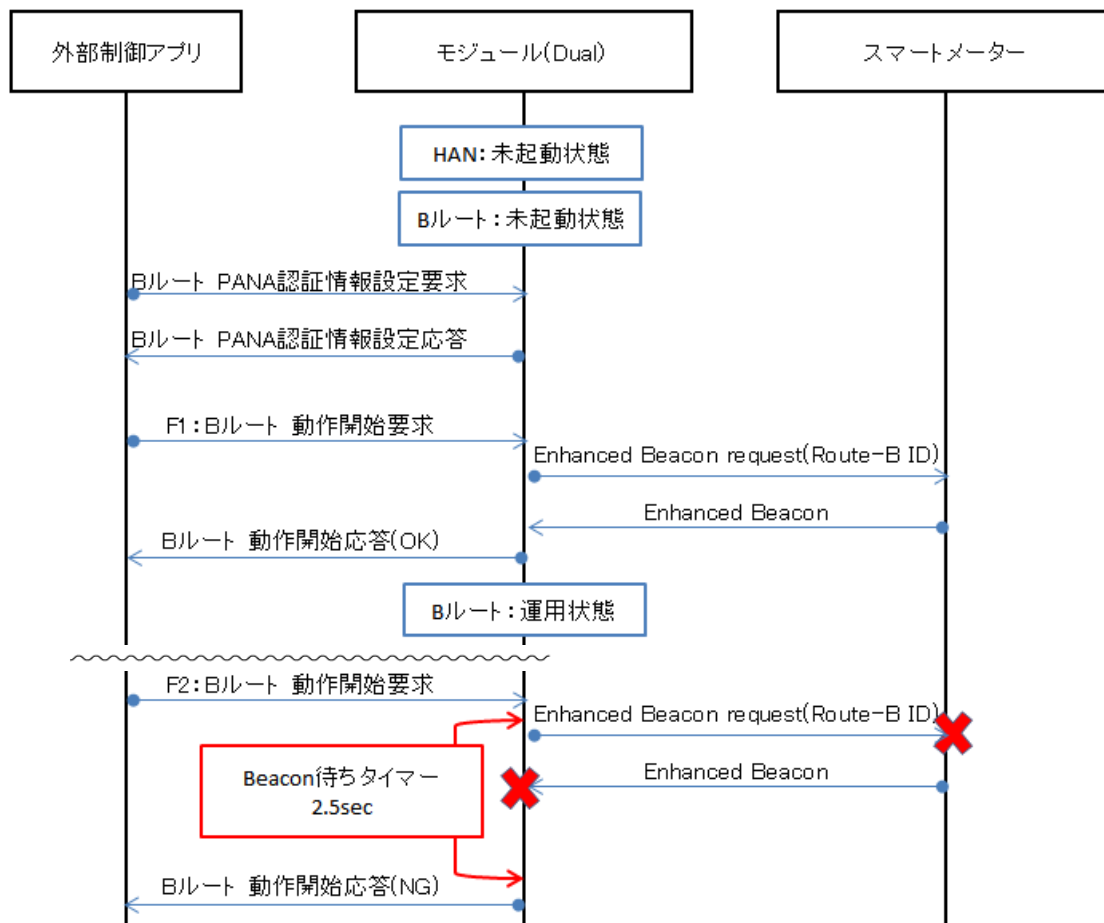 外部制御アプリ
モジュール(Dual)
スマートメーター
HAN：未起動状態
Bルート：未起動状態
Bルート PANA認証情報設定要求
Bルート PANA認証情報設定応答
F1：Bルート 動作開始要求
Enhanced Beacon request(Route-B ID)
Enhanced Beacon
Bルート 動作開始応答(OK)
Bルート：運用状態
F2：Bルート 動作開始要求
Enhanced Beacon request(Route-B ID)
Beacon待ちタイマー
2.5sec
Enhanced Beacon
Bルート 動作開始応答(NG)